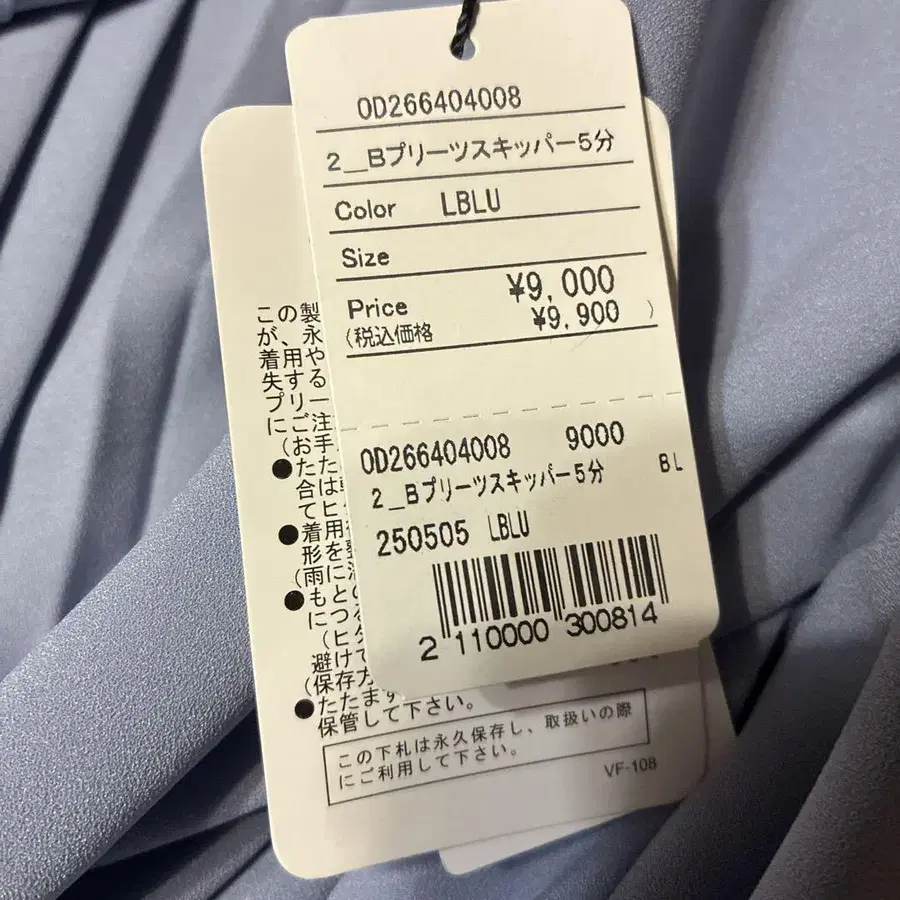 0D266404008
2_Bプリーツスキッパー5分
Color LBLU
Size
Price ¥9,000
(税込価格 ¥9,900 )
0D266404008 9000
2_Bプリーツスキッパー5分 BL
250505 LBLU
2 110000 300814
この製
が、永
着用や
失する
プリー
にご注
(お手
●たた
合は
て
●着用
形を
(雨に
●もと
につ
(ヒ
避けて
(保存方
●たたます
保管して下さい。
この下札は永久保存し、取扱いの際
にご利用して下さい。
VF-108